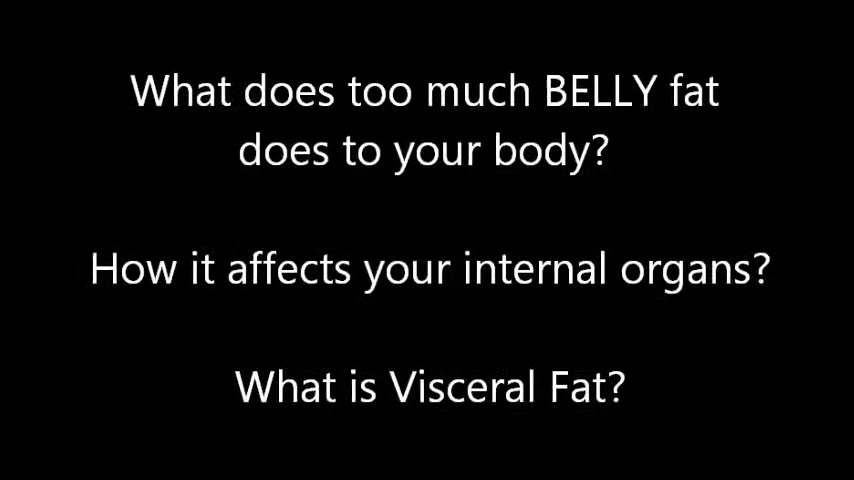 What does too much BELLY fat
does to your body?
How it affects your internal organs?
What is Visceral Fat?